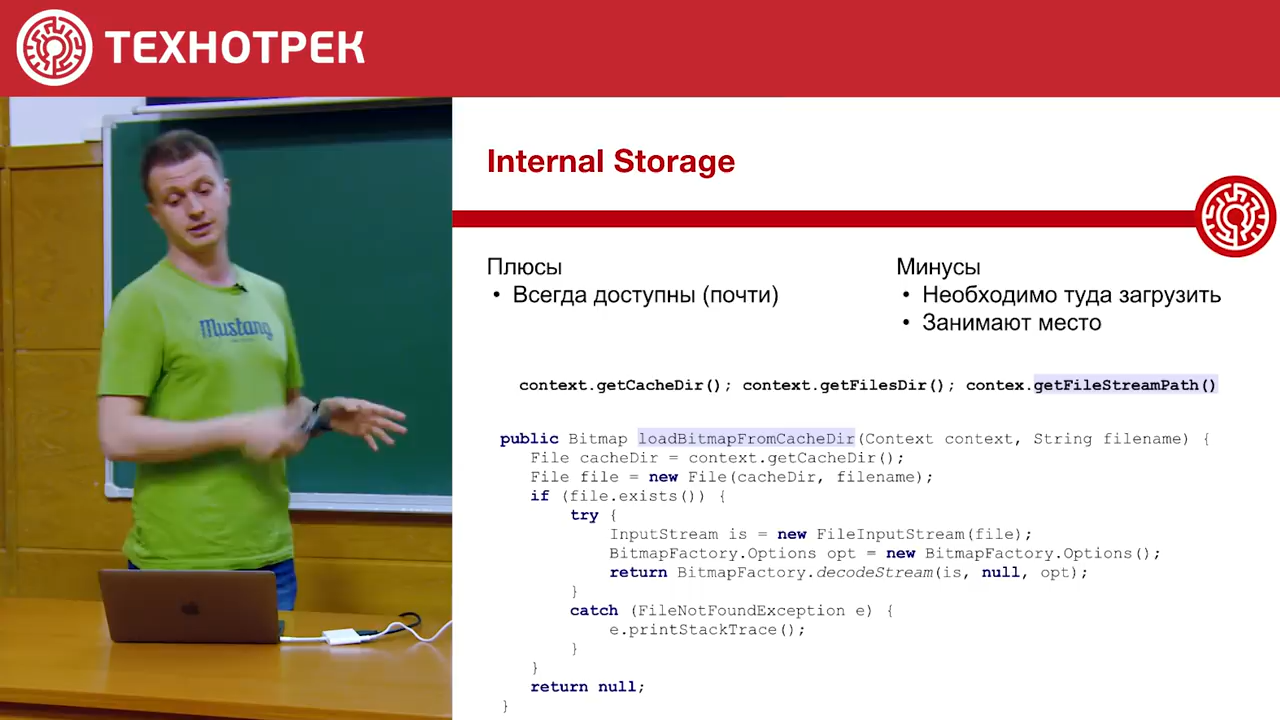 ТЕХНОТРЕК
Internal Storage
Плюсы
• Всегда доступны (почти)
Минусы
• Необходимо туда загрузить
• Занимают место
context.getCacheDir(); context.getFilesDir(); contex.getFileStreamPath()
public Bitmap loadBitmapFromCacheDir(Context context, String filename) {
File cacheDir = context.getCacheDir();
File file = new File(cacheDir, filename);
if (file.exists()) {
try {
InputStream is = new FileInputStream(file);
BitmapFactory.Options opt = new BitmapFactory.Options();
return BitmapFactory.decodeStream(is, null, opt);
}
catch (FileNotFoundException e) {
e.printStackTrace();
}
}
return null;
}
Mustang